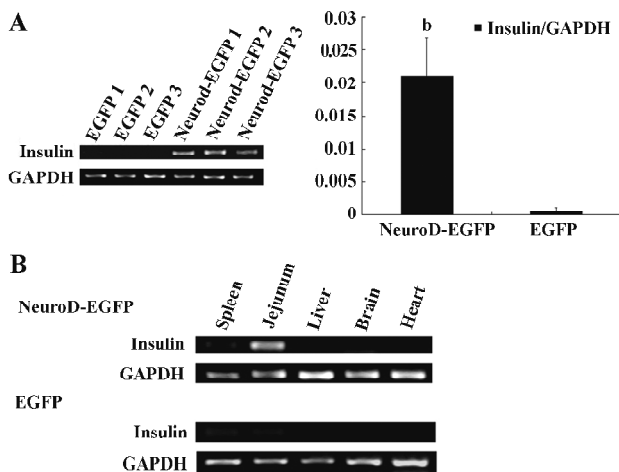 A
EGFP 1
EGFP 2
EGFP 3
Neurod-EGFP 1
Neurod-EGFP 2
Neurod-EGFP 3
Insulin
GAPDH
0.03
0.025
0.02
0.015
0.01
0.005
0
b
Insulin/GAPDH
NeuroD-EGFP
EGFP
B
NeuroD-EGFP
Spleen
Jejunum
Liver
Brain
Heart
Insulin
GAPDH
EGFP
Insulin
GAPDH